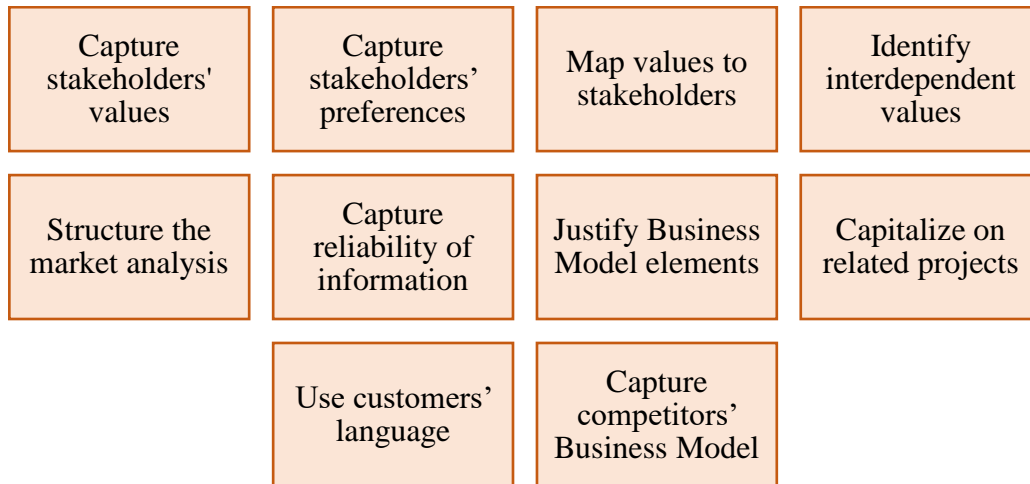 Capture
stakeholders'
values
Capture
stakeholders’
preferences
Map values to
stakeholders
Identify
interdependent
values
Structure the
market analysis
Capture
reliability of
information
Justify Business
Model elements
Capitalize on
related projects
Use customers’
language
Capture
competitors’
Business Model